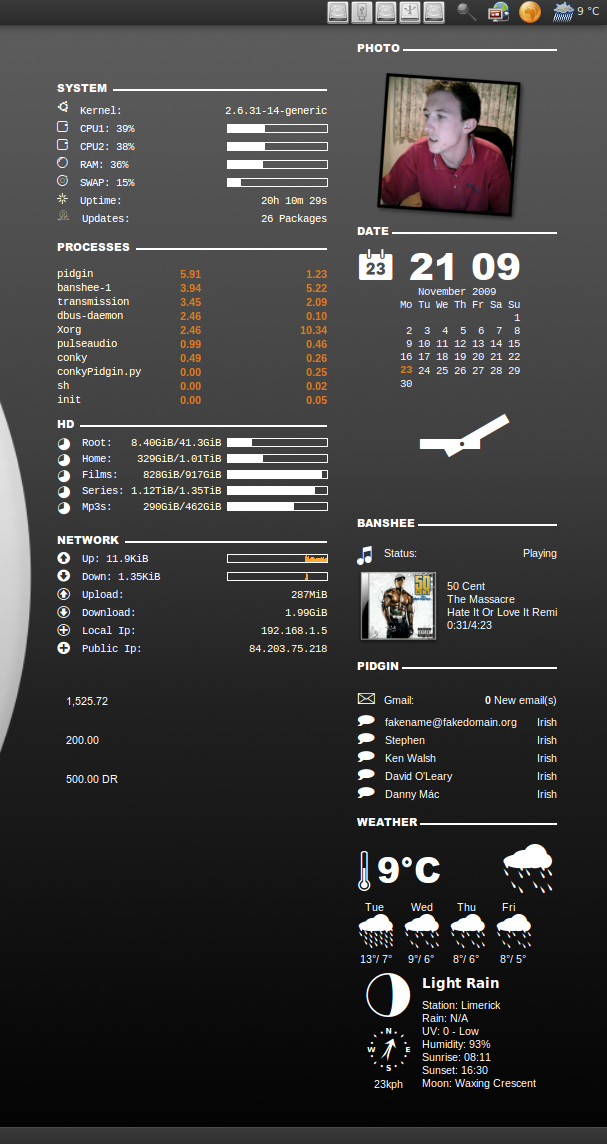 9 °C
SYSTEM
Kernel: 2.6.31-14-generic
CPU1: 39%
CPU2: 38%
RAM: 36%
SWAP: 15%
Uptime: 20h 10m 29s
Updates: 26 Packages
PROCESSES
pidgin 5.91 1.23
banshee-1 3.94 5.22
transmission 3.45 2.09
dbus-daemon 2.46 0.10
Xorg 2.46 10.34
pulseaudio 0.99 0.46
conky 0.49 0.26
conkyPidgin.py 0.00 0.25
sh 0.00 0.02
init 0.00 0.05
HD
Root: 8.40GiB/41.3GiB
Home: 329GiB/1.01TiB
Films: 828GiB/917GiB
Series: 1.12TiB/1.35TiB
Mp3s: 290GiB/462GiB
NETWORK
Up: 11.9KiB
Down: 1.35KiB
Upload: 287MiB
Download: 1.99GiB
Local Ip: 192.168.1.5
Public Ip: 84.203.75.218
1,525.72
200.00
500.00 DR
PHOTO
DATE
23 21 09
November 2009
Mo Tu We Th Fr Sa Su
1
2 3 4 5 6 7 8
9 10 11 12 13 14 15
16 17 18 19 20 21 22
23 24 25 26 27 28 29
30
BANSHEE
Status: Playing
50 Cent
The Massacre
Hate It Or Love It Remi
0:31/4:23
50
PIDGIN
Gmail: 0 New email(s)
fakename@fakedomain.org Irish
Stephen Irish
Ken Walsh Irish
David O'Leary Irish
Danny Mác Irish
WEATHER
9°C
Tue Wed Thu Fri
13°/ 7° 9°/ 6° 8°/ 6° 8°/ 5°
Light Rain
Station: Limerick
Rain: N/A
UV: 0 - Low
Humidity: 93%
Sunrise: 08:11
Sunset: 16:30
Moon: Waxing Crescent
N
W E
S
23kph